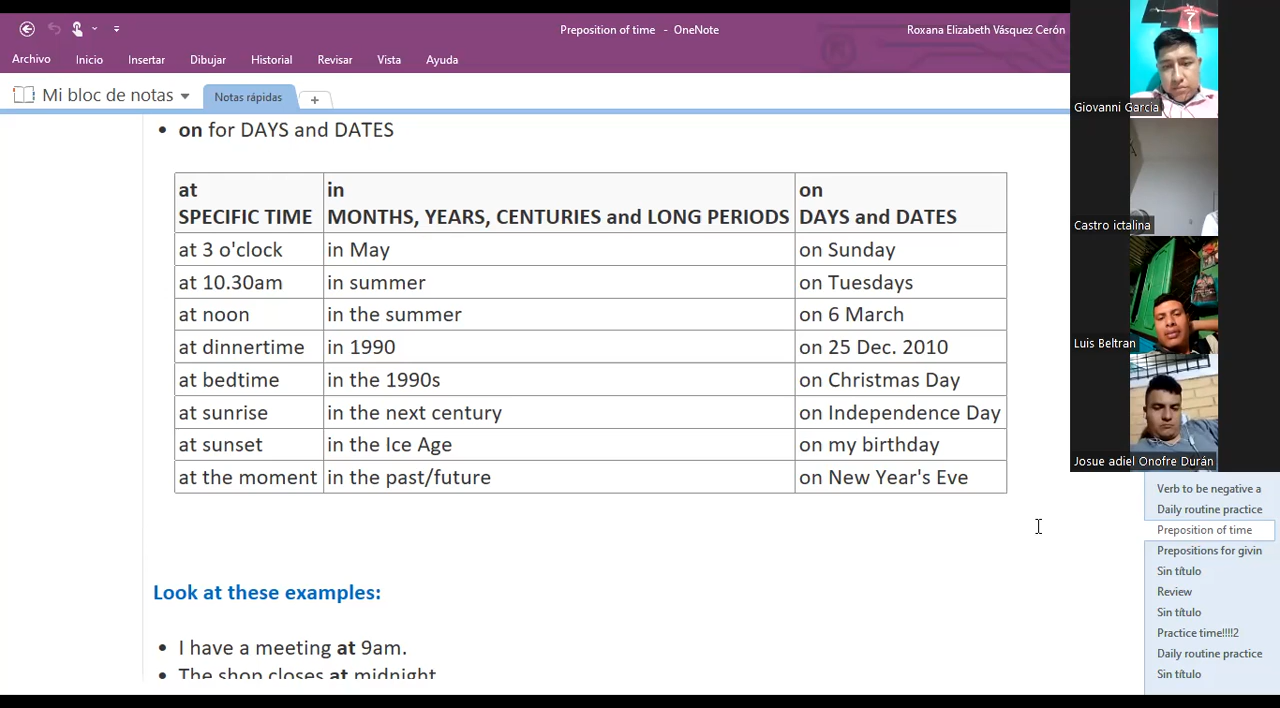 Preposition of time - OneNote
Roxana Elizabeth Vásquez Cerón
Archivo Inicio Insertar Dibujar Historial Revisar Vista Ayuda
Mi bloc de notas
Notas rápidas
+
• on for DAYS and DATES
at in on
SPECIFIC TIME MONTHS, YEARS, CENTURIES and LONG PERIODS DAYS and DATES
at 3 o'clock in May on Sunday
at 10.30am in summer on Tuesdays
at noon in the summer on 6 March
at dinnertime in 1990 on 25 Dec. 2010
at bedtime in the 1990s on Christmas Day
at sunrise in the next century on Independence Day
at sunset in the Ice Age on my birthday
at the moment in the past/future on New Year's Eve
Look at these examples:
• I have a meeting at 9am.
• The shop closes at midnight
Giovanni Garcia
Castro ictalina
Luis Beltran
Josue adiel Onofre Durán
Verb to be negative a
Daily routine practice
Preposition of time
Prepositions for givin
Sin título
Review
Sin título
Practice time!!!!2
Daily routine practice
Sin título